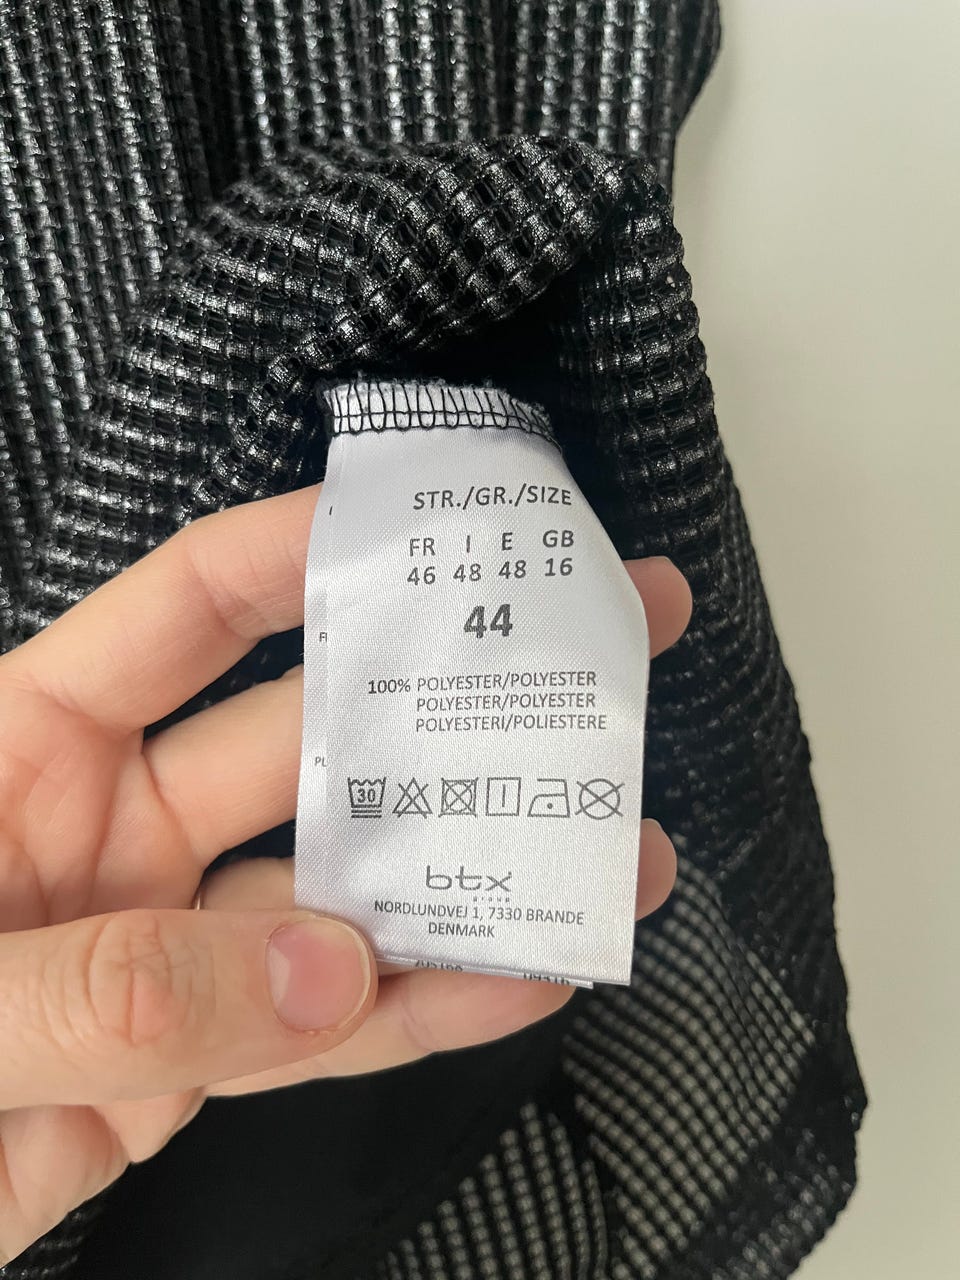 STR./GR./SIZE
FR I E GB
46 48 48 16
44
100% POLYESTER/POLYESTER
POLYESTER/POLYESTER
POLYESTERI/POLIESTERE
30
btx
group
NORDLUNDVEJ 1, 7330 BRANDE
DENMARK